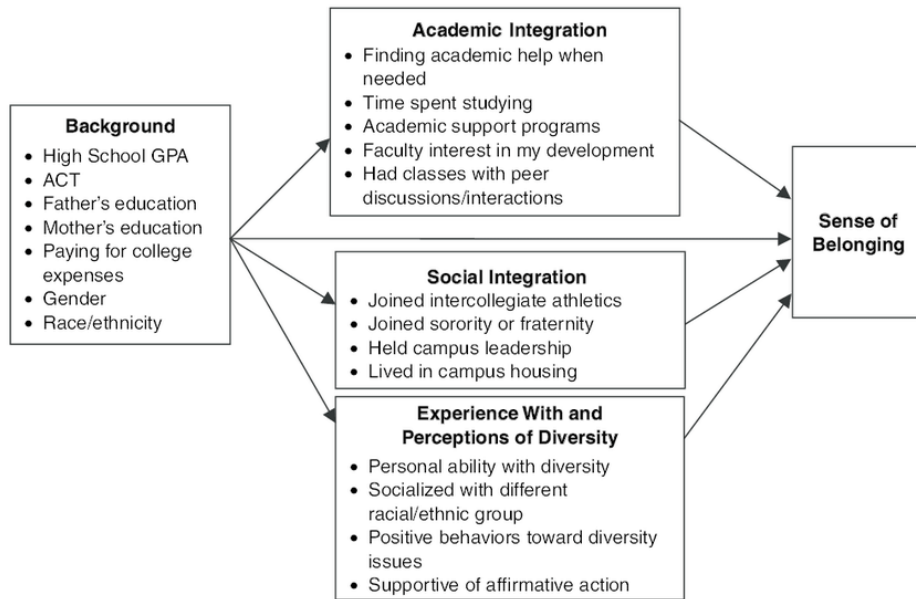 Background
• High School GPA
• ACT
• Father's education
• Mother's education
• Paying for college
expenses
• Gender
• Race/ethnicity
Academic Integration
• Finding academic help when
needed
• Time spent studying
• Academic support programs
• Faculty interest in my development
• Had classes with peer
discussions/interactions
Social Integration
• Joined intercollegiate athletics
• Joined sorority or fraternity
• Held campus leadership
• Lived in campus housing
Experience With and
Perceptions of Diversity
• Personal ability with diversity
• Socialized with different
racial/ethnic group
• Positive behaviors toward diversity
issues
• Supportive of affirmative action
Sense of
Belonging